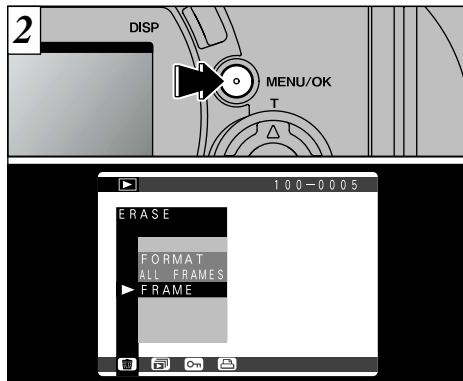 2
DISP
MENU/OK
T
100-0005
ERASE
FORMAT
ALL FRAMES
FRAME